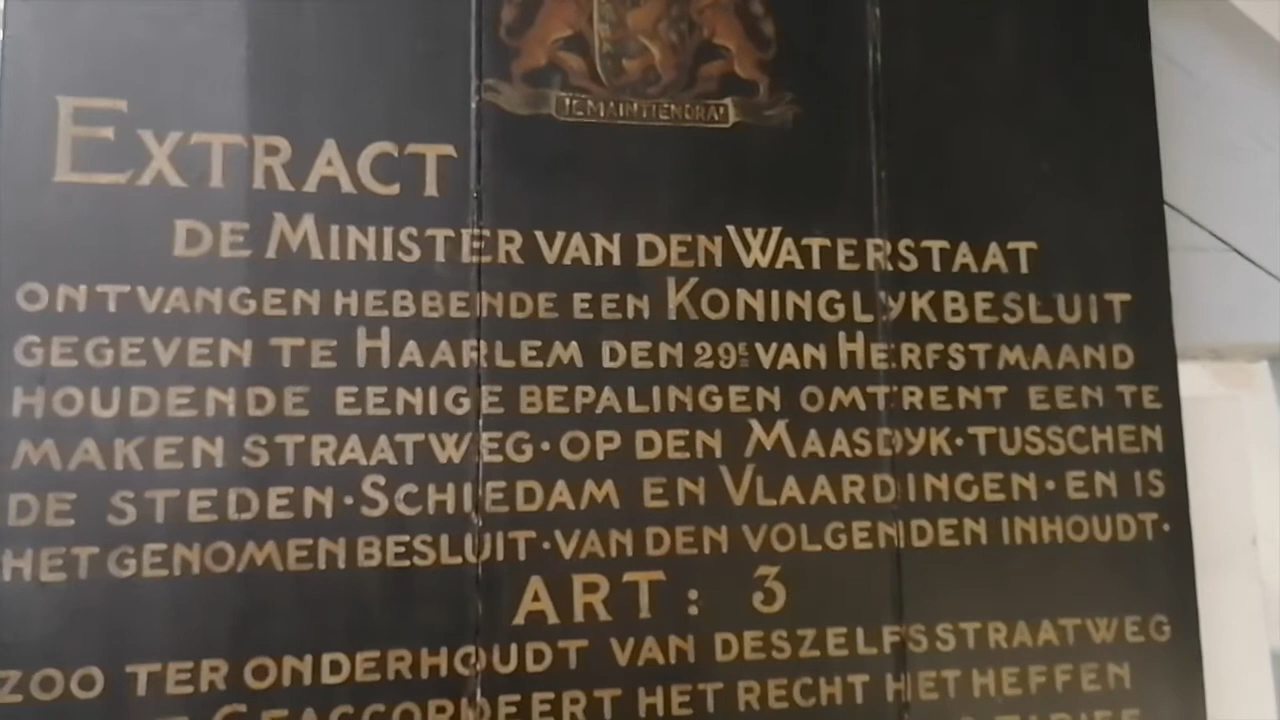 JE MAINTIENDRAI
EXTRACT
DE MINISTER VAN DEN WATERSTAAT
ONTVANGEN HEBBENDE EEN KONINGLYKBESLUIT
GEGEVEN TE HAARLEM DEN 29E VAN HERFSTMAAND
HOUDENDE EENIGE BEPALINGEN OMTRENT EEN TE
MAKEN STRAATWEG · OP DEN MAASDYK · TUSSCHEN
DE STEDEN · SCHIEDAM EN VLAARDINGEN · EN IS
HET GENOMEN BESLUIT · VAN DEN VOLGENDEN INHOUDT ·
ART : 3
ZOO TER ONDERHOUDT VAN DESZELFSSTRAATWEG
GEACCORDEERT HET RECHT HET HEFFEN